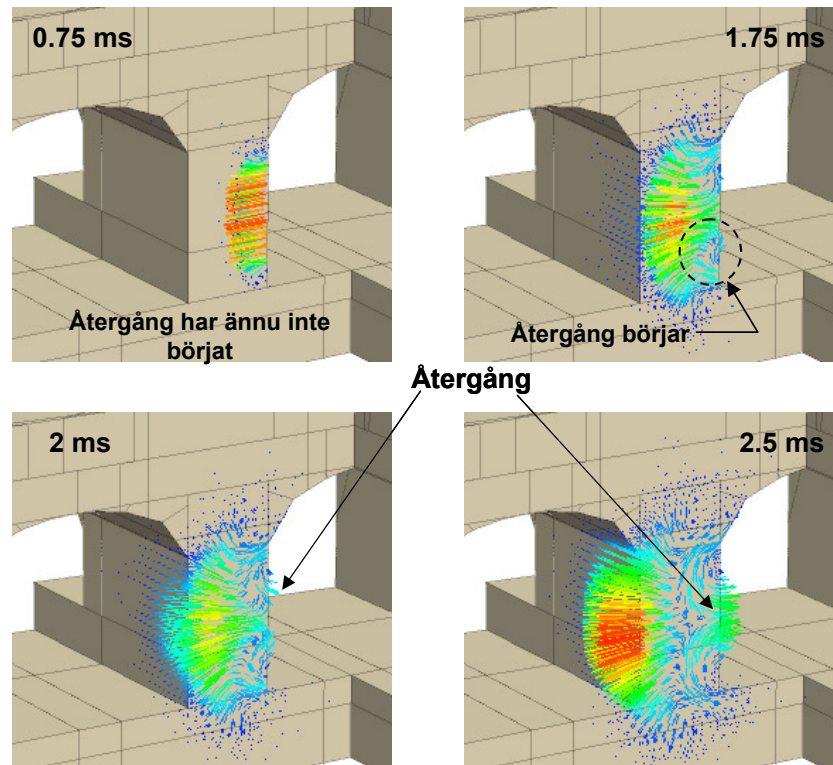 0.75 ms
1.75 ms
Återgång har ännu inte
börjat
Återgång börjar
Återgång
2 ms
2.5 ms